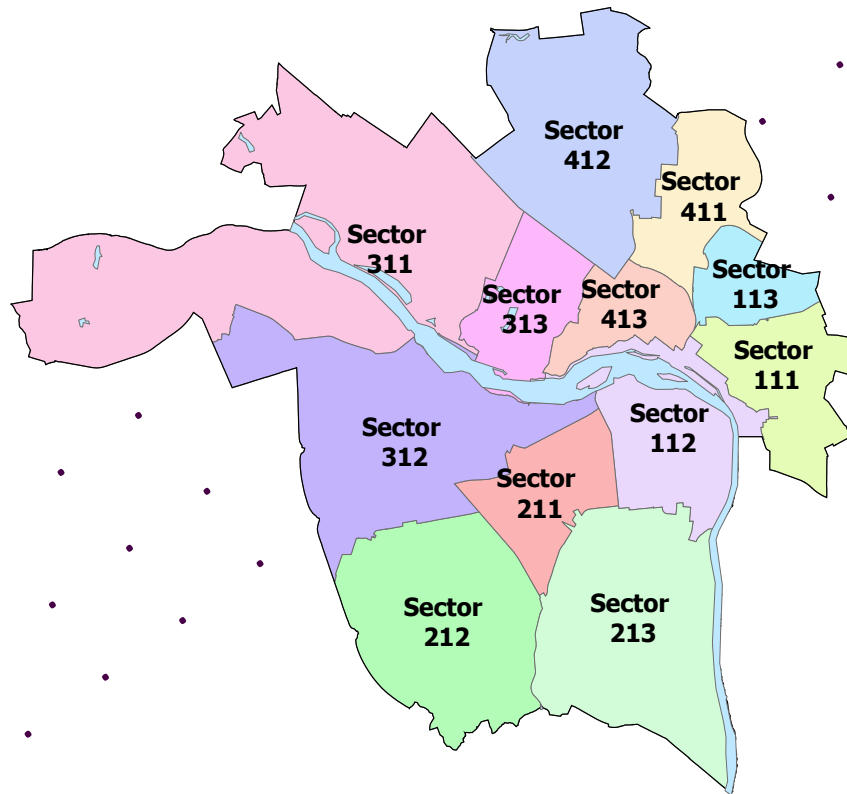 Sector
412
Sector
411
Sector
311
Sector
113
Sector
313
Sector
413
Sector
111
Sector
112
Sector
312
Sector
211
Sector
212
Sector
213